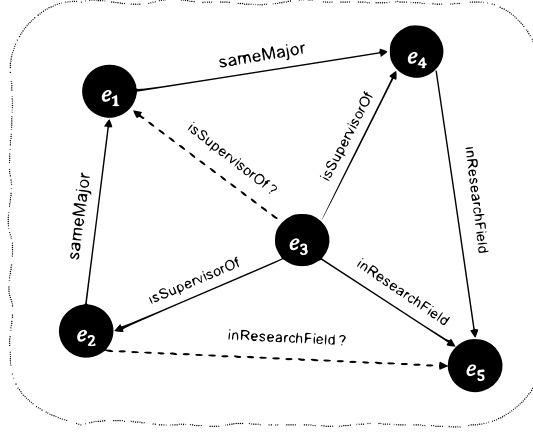 e4
sameMajor
e1
isSupervisorOf?
isSupervisorOf
inResearchField
sameMajor
e3
isSupervisorOf
inResearchField
e2
inResearchField?
e5